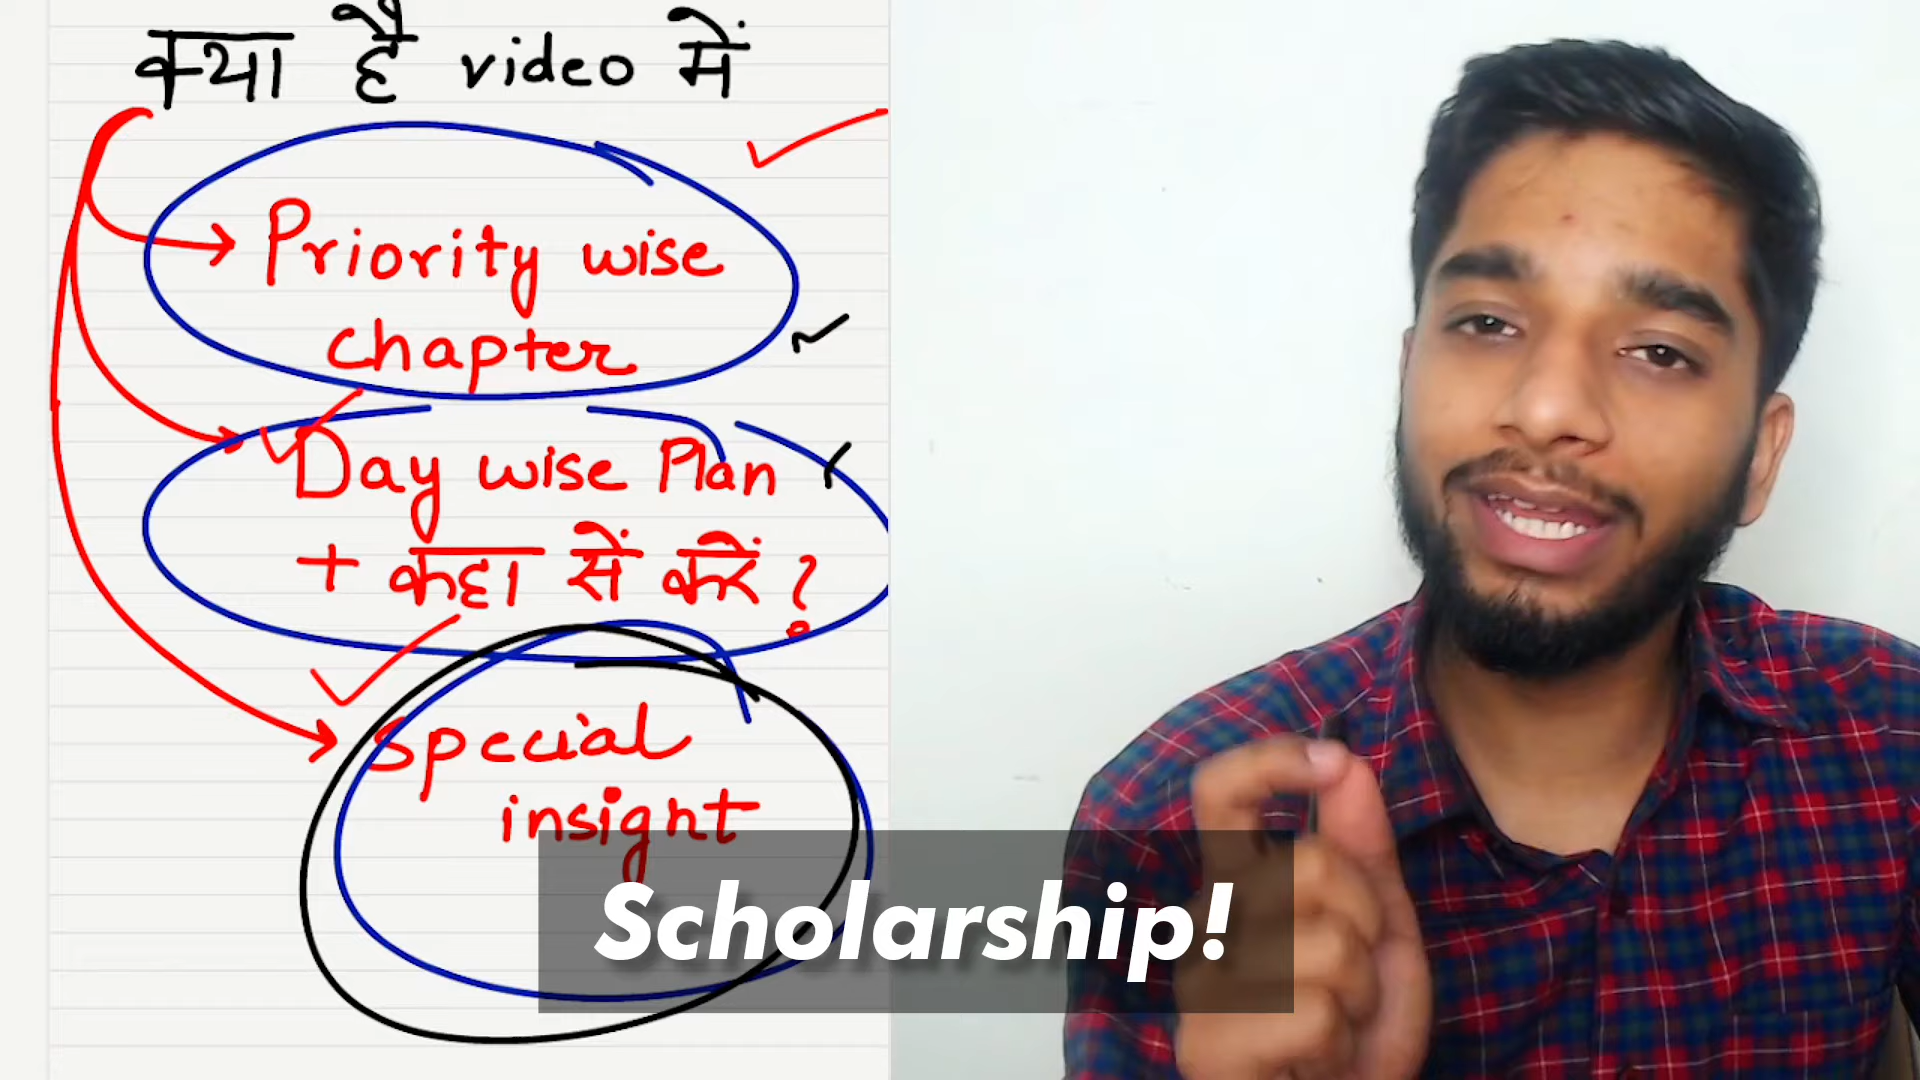 क्या है video में
Priority wise
chapter
Day wise Plan
+ कहा से करें ?
Special
insight
Scholarship!